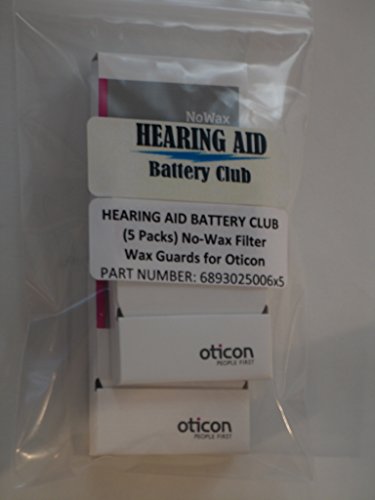 NoWax
HEARING AID
Battery Club
HEARING AID BATTERY CLUB
(5 Packs) No-Wax Filter
Wax Guards for Oticon
PART NUMBER: 6893025006x5
oticon
PEOPLE FIRST
oticon
PEOPLE FIRST